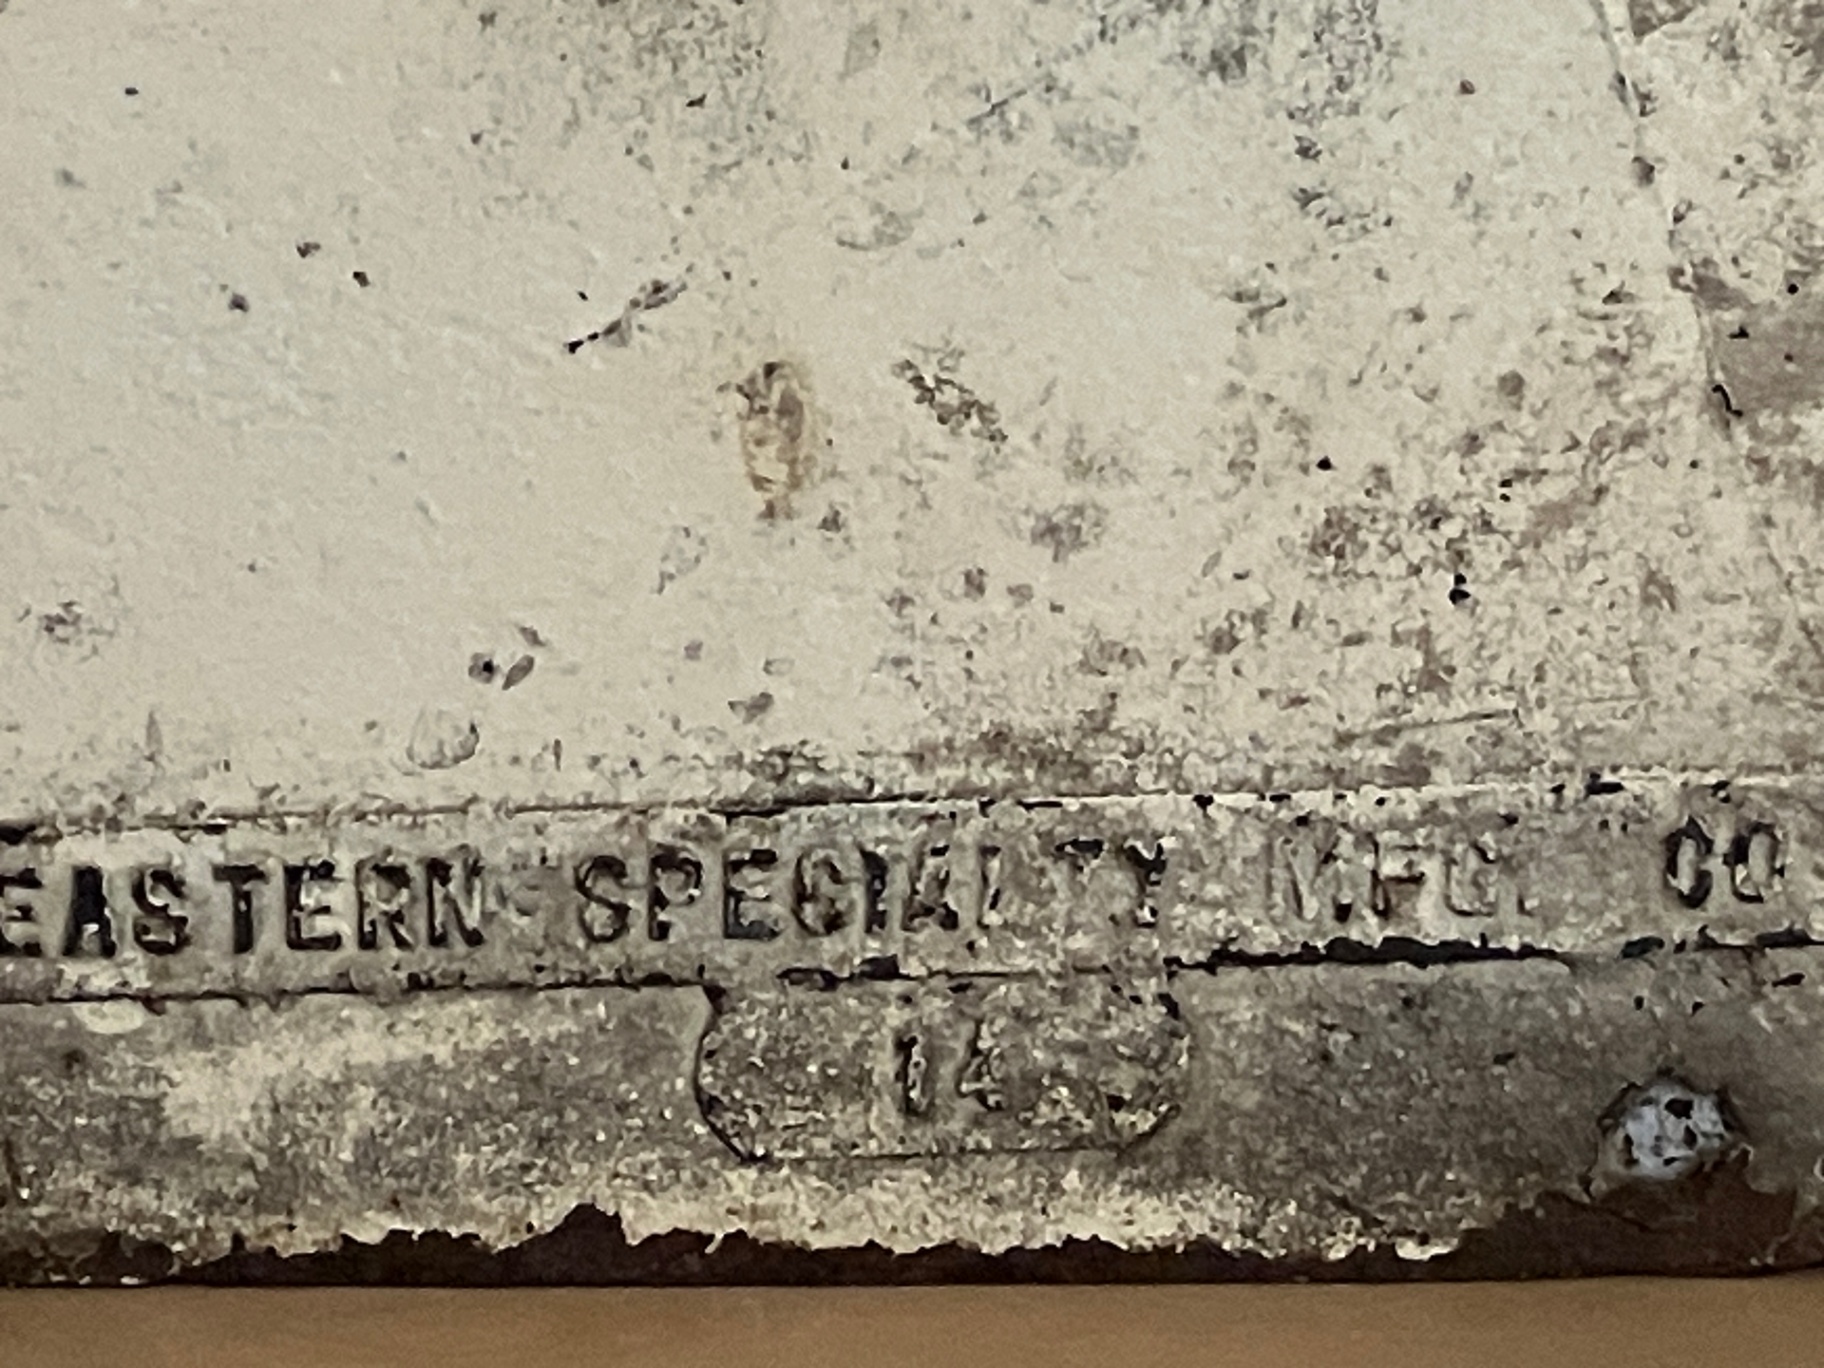 EASTERN SPECIALTY MFG. CO
14